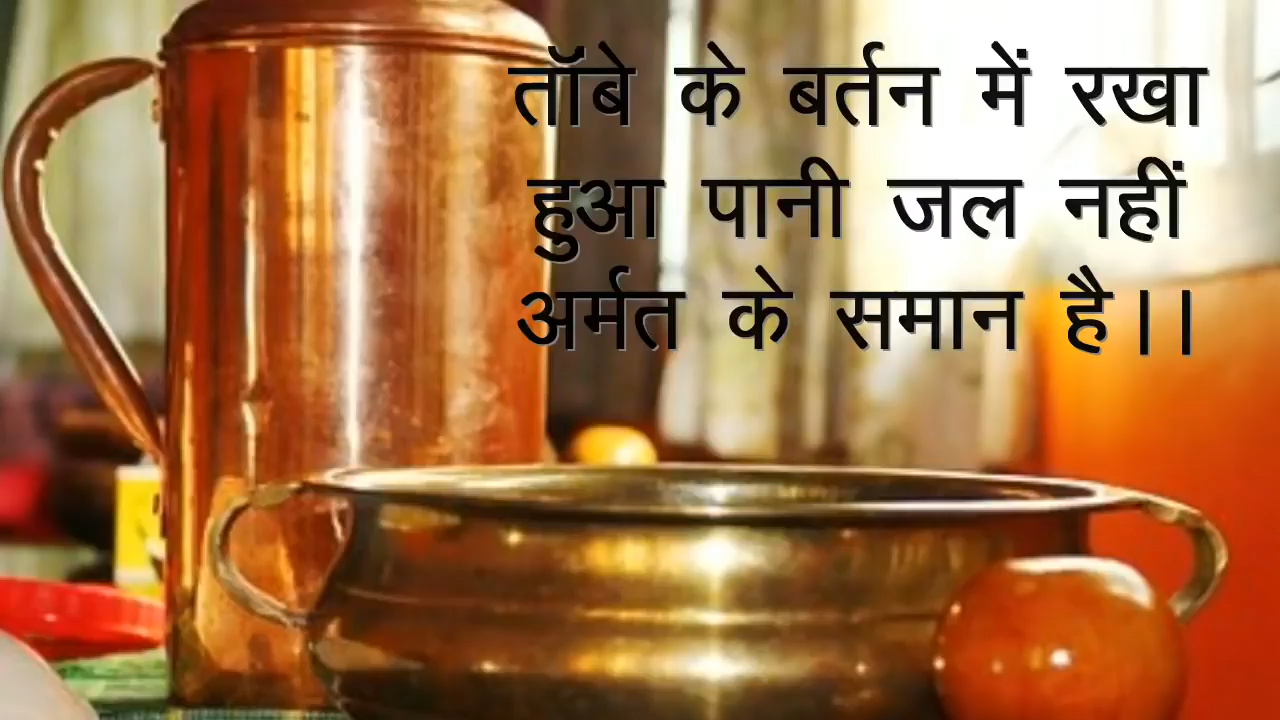 तॉबे के बर्तन में रखा
हुआ पानी जल नहीं
अर्मत के समान है।।